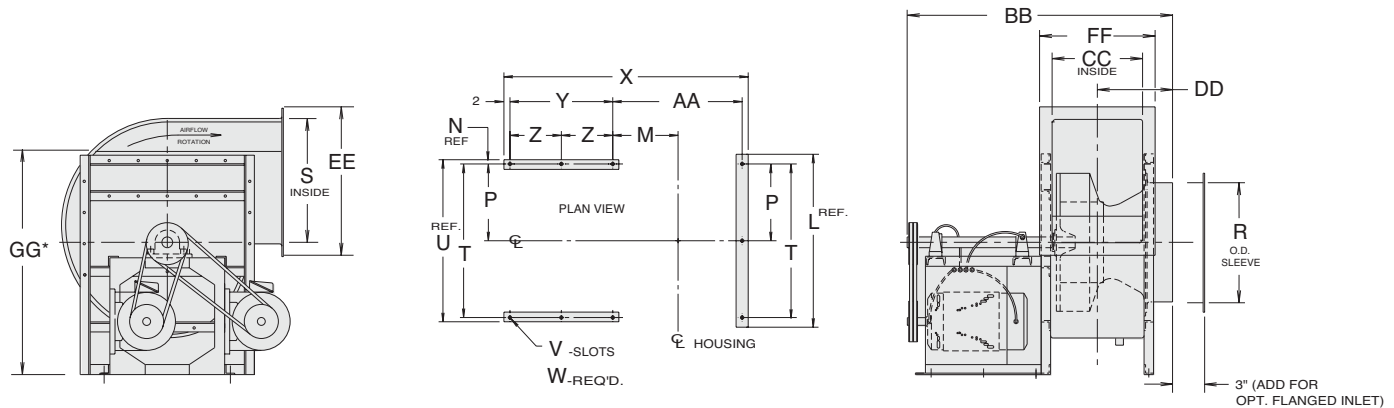 AIRFLOW
ROTATION
S
INSIDE
EE
GG*
X
2
Y
AA
N
REF
Z
Z
M
P
PLAN VIEW
P
REF.
U
T
T
L
REF.
℄
V -SLOTS
W-REQ'D.
℄ HOUSING
BB
FF
CC
INSIDE
DD
R
O.D.
SLEEVE
3" (ADD FOR
OPT. FLANGED INLET)